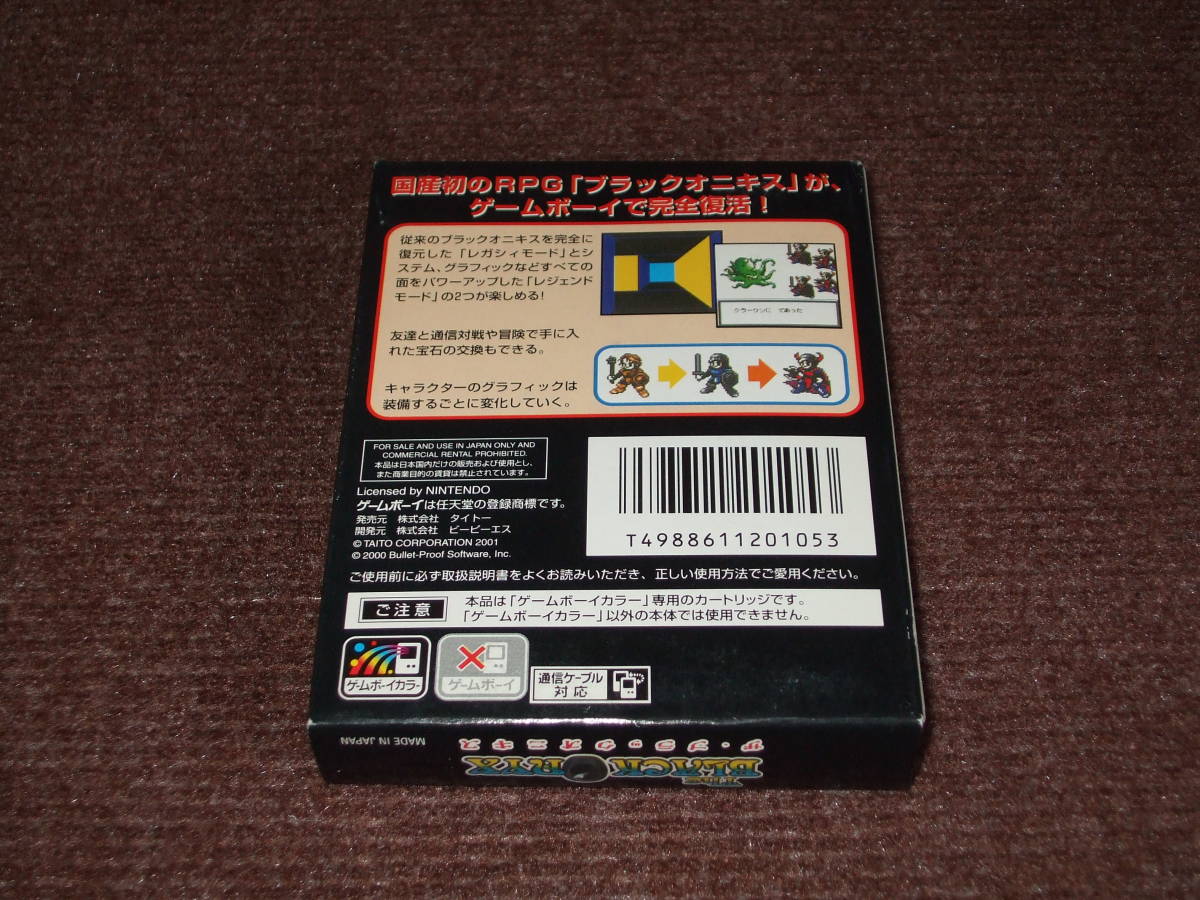 国産初のRPG「ブラックオニキス」が、
ゲームボーイで完全復活！
従来のブラックオニキスを完全に
復元した「レガシィモード」とシ
ステム、グラフィックなどすべての
面をパワーアップした「レジェンド
モード」の2つが楽しめる!
友達と通信対戦や冒険で手に入
れた宝石の交換もできる。
キャラクターのグラフィックは
装備するごとに変化していく。
クラーケンに であった
FOR SALE AND USE IN JAPAN ONLY AND
COMMERCIAL RENTAL PROHIBITED.
本品は日本国内だけの販売および使用とし、
また商業目的の賃貸は禁止されています。
Licensed by NINTENDO
ゲームボーイは任天堂の登録商標です。
発売元 株式会社 タイトー
開発元 株式会社 ビーピーエス
© TAITO CORPORATION 2001
© 2000 Bullet-Proof Software, Inc.
T4988611201053
ご使用前に必ず取扱説明書をよくお読みいただき、正しい使用方法でご愛用ください。
ご注意
本品は「ゲームボーイカラー」専用のカートリッジです。
「ゲームボーイカラー」以外の本体では使用できません。
ゲームボーイカラー
ゲームボーイ
通信ケーブル
対応
MADE IN JAPAN
ザ・ブラックオニキス
THE BLACK ONYX